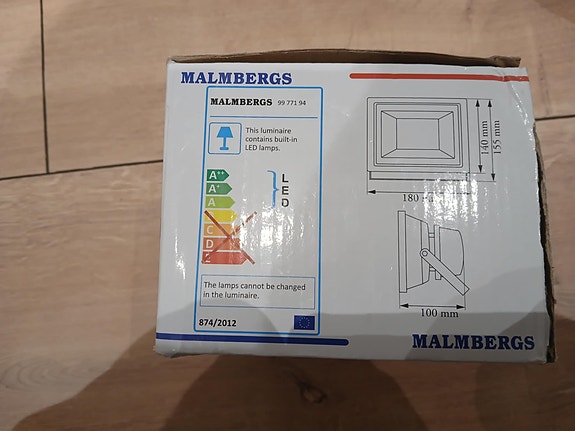 MALMBERGS
MALMBERGS 99 771 94
This luminaire
contains built-in
LED lamps.
A++
A+
A
C
D
L
E
D
The lamps cannot be changed
in the luminaire.
874/2012
140 mm
155 mm
180
100 mm
MALMBERGS